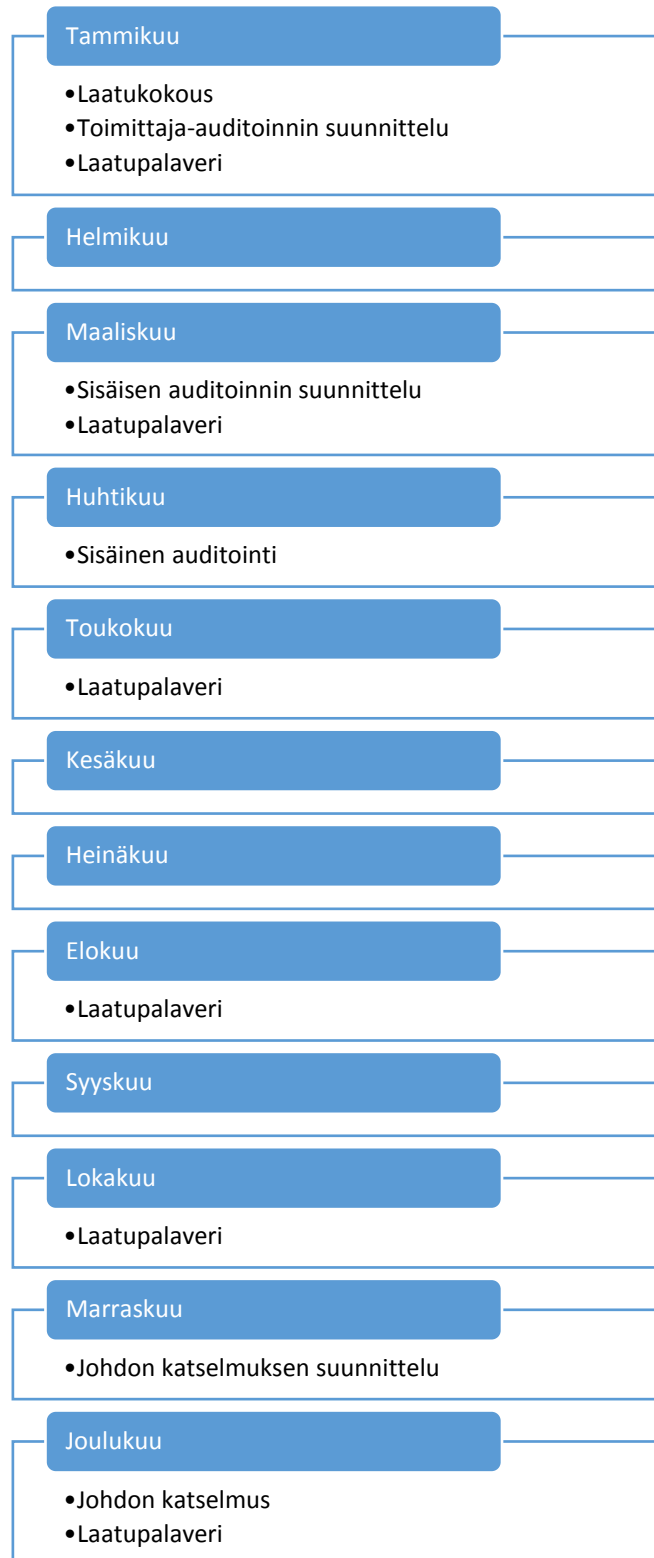 Tammikuu
•Laatukokous
•Toimittaja-auditoinnin suunnittelu
•Laatupalaveri
Helmikuu
Maaliskuu
•Sisäisen auditoinnin suunnittelu
•Laatupalaveri
Huhtikuu
•Sisäinen auditointi
Toukokuu
•Laatupalaveri
Kesäkuu
Heinäkuu
Elokuu
•Laatupalaveri
Syyskuu
Lokakuu
•Laatupalaveri
Marraskuu
•Johdon katselmuksen suunnittelu
Joulukuu
•Johdon katselmus
•Laatupalaveri